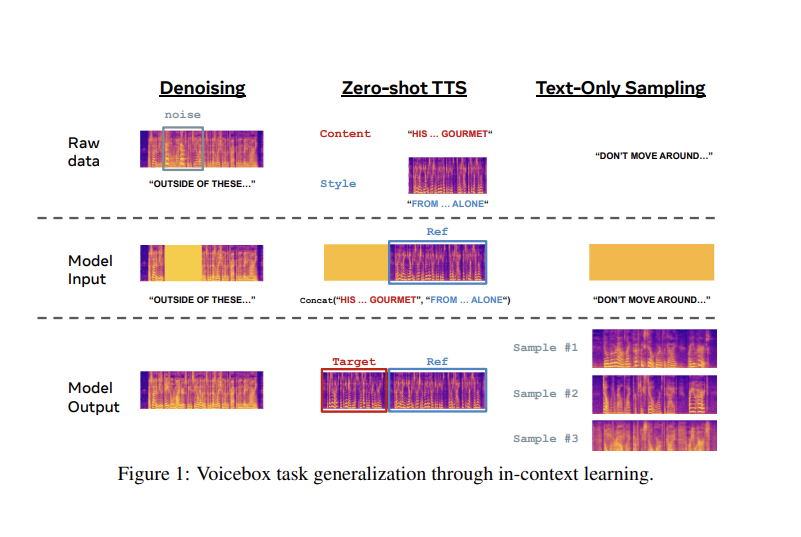 Denoising Zero-shot TTS Text-Only Sampling
noise
Raw data
Content "HIS ... GOURMET"
"DON'T MOVE AROUND..."
"OUTSIDE OF THESE..."
Style
"FROM ... ALONE"
Ref
Model Input
"OUTSIDE OF THESE..." Concat("HIS ... GOURMET", "FROM ... ALONE") "DON'T MOVE AROUND..."
Sample #1
Target Ref
Model Output
Sample #2
Sample #3
Figure 1: Voicebox task generalization through in-context learning.